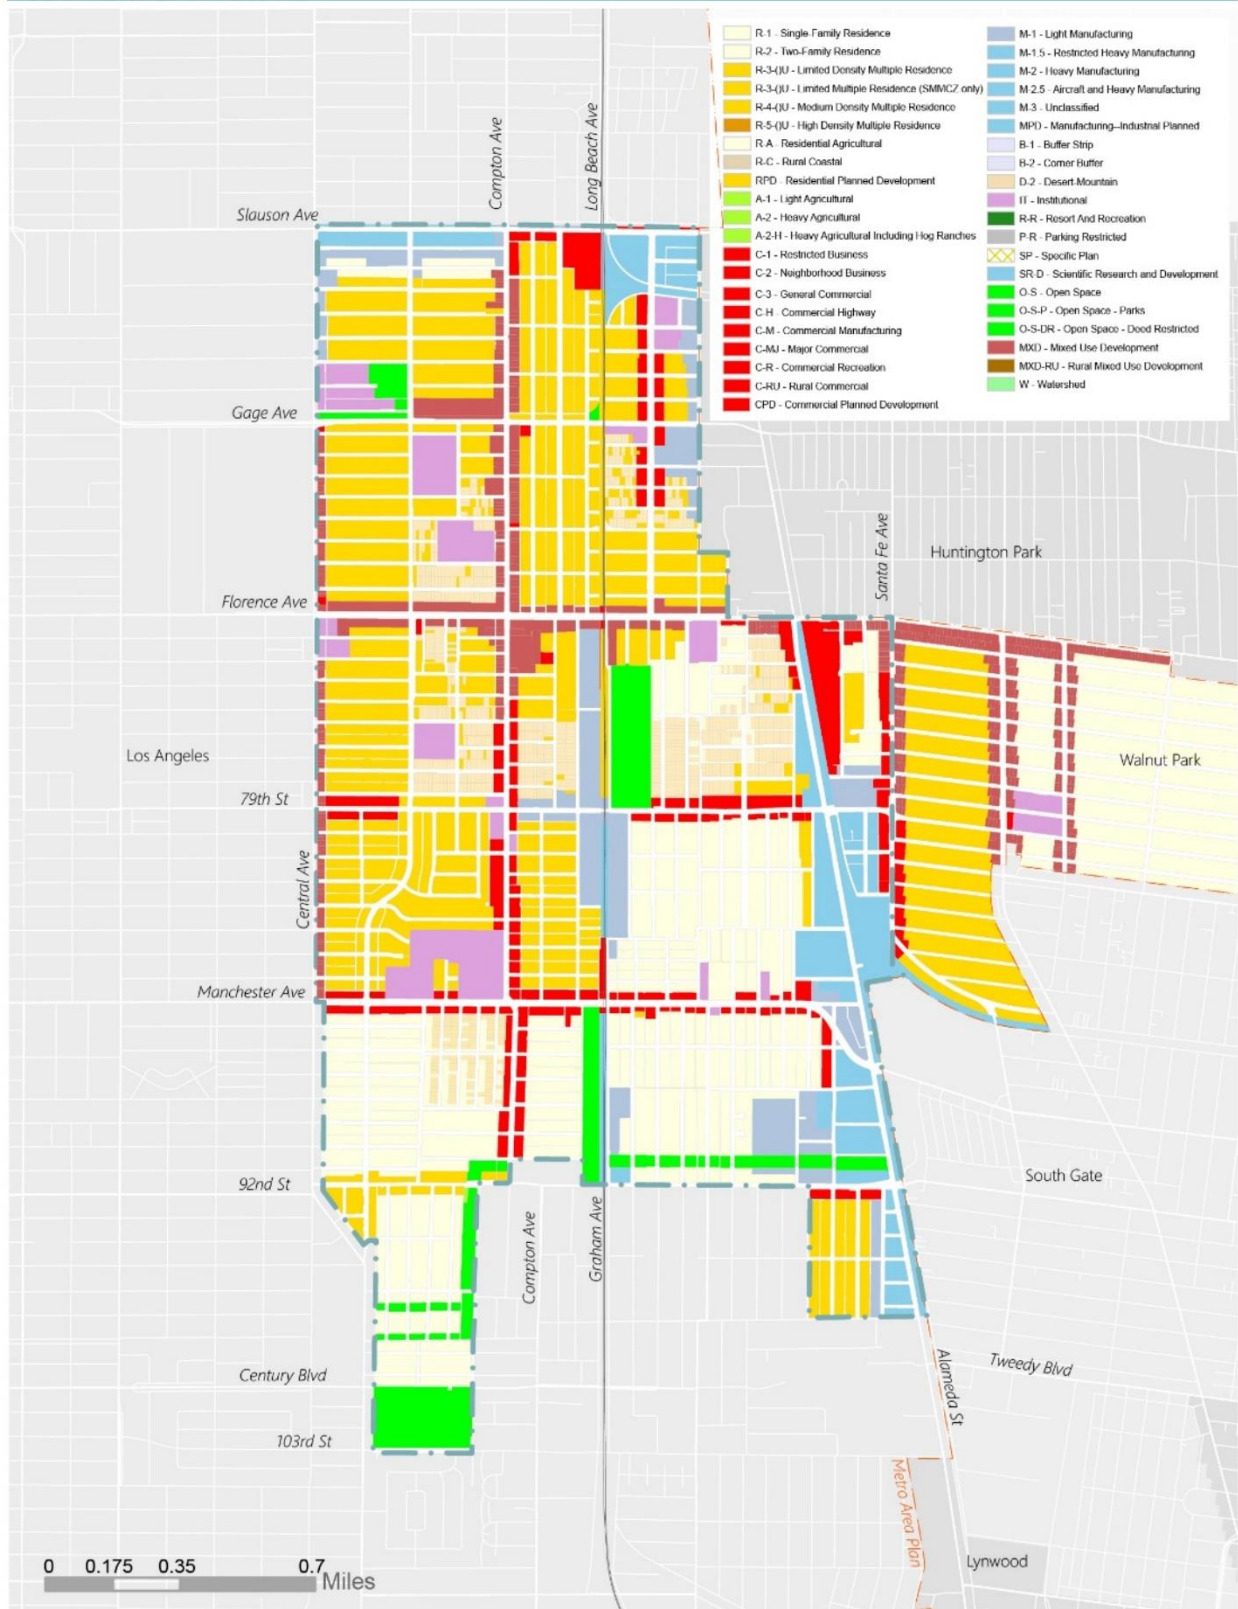 R-1 - Single-Family Residence
R-2 - Two-Family Residence
R-3-()U - Limited Density Multiple Residence
R-3-()U - Limited Multiple Residence (SMMCZ only)
R-4-()U - Medium Density Multiple Residence
R-5-()U - High Density Multiple Residence
R-A - Residential Agricultural
R-C - Rural Coastal
RPD - Residential Planned Development
A-1 - Light Agricultural
A-2 - Heavy Agricultural
A-2-H - Heavy Agricultural Including Hog Ranches
C-1 - Restricted Business
C-2 - Neighborhood Business
C-3 - General Commercial
C-H - Commercial Highway
C-M - Commercial Manufacturing
C-MJ - Major Commercial
C-R - Commercial Recreation
C-RU - Rural Commercial
CPD - Commercial Planned Development
M-1 - Light Manufacturing
M-1.5 - Restricted Heavy Manufacturing
M-2 - Heavy Manufacturing
M-2.5 - Aircraft and Heavy Manufacturing
M-3 - Unclassified
MPD - Manufacturing--Industrial Planned
B-1 - Buffer Strip
B-2 - Corner Buffer
D-2 - Desert-Mountain
IT - Institutional
R-R - Resort And Recreation
P-R - Parking Restricted
SP - Specific Plan
SR-D - Scientific Research and Development
O-S - Open Space
O-S-P - Open Space - Parks
O-S-DR - Open Space - Deed Restricted
MXD - Mixed Use Development
MXD-RU - Rural Mixed Use Development
W - Watershed
Compton Ave
Long Beach Ave
Slauson Ave
Gage Ave
Santa Fe Ave
Huntington Park
Florence Ave
Los Angeles
Walnut Park
79th St
Central Ave
Manchester Ave
South Gate
92nd St
Compton Ave
Graham Ave
Century Blvd
Tweedy Blvd
Alameda St
103rd St
Metro Area Plan
Lynwood
0 0.175 0.35 0.7
Miles